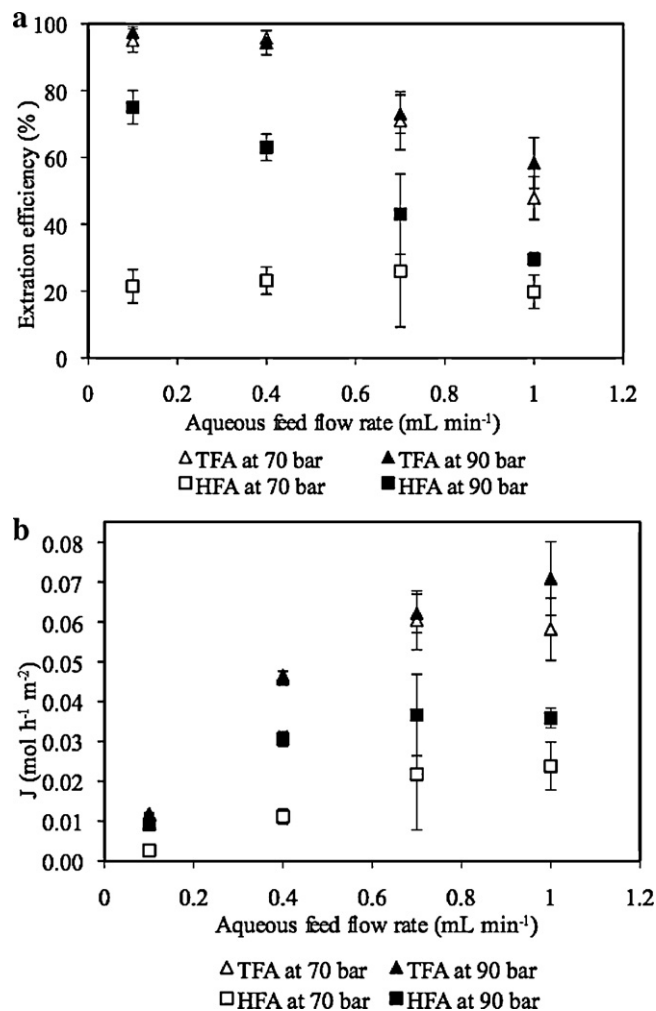 a
Extration efficiency (%)
100
80
60
40
20
0
0 0.2 0.4 0.6 0.8 1 1.2
Aqueous feed flow rate (mL min⁻¹)
△ TFA at 70 bar ▲ TFA at 90 bar
□ HFA at 70 bar ■ HFA at 90 bar
b
J (mol h⁻¹ m⁻²)
0.08
0.07
0.06
0.05
0.04
0.03
0.02
0.01
0.00
0 0.2 0.4 0.6 0.8 1 1.2
Aqueous feed flow rate (mL min⁻¹)
△ TFA at 70 bar ▲ TFA at 90 bar
□ HFA at 70 bar ■ HFA at 90 bar